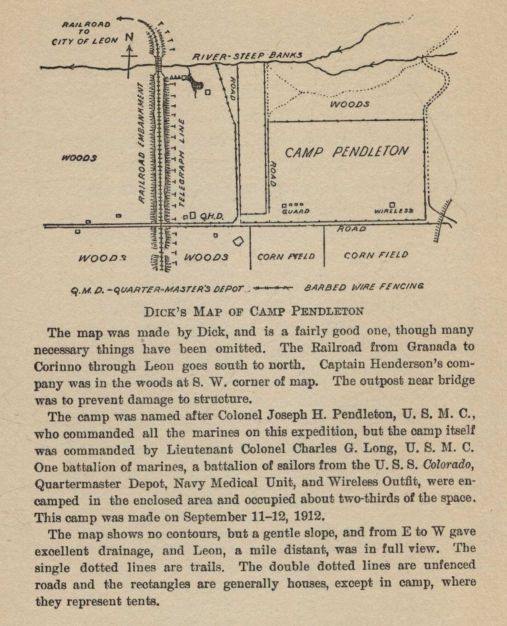 RAILROAD
TO
CITY OF LEON
N
RIVER-STEEP BANKS
RAILROAD EMBANKMENT
TELEGRAPH LINE
ROAD
WOODS
WOODS
CAMP PENDLETON
ROAD
GUARD
WIRELESS
Q.M.D.
ROAD
WOODS
WOODS
CORN FIELD
CORN FIELD
Q.M.D. - QUARTER-MASTER'S DEPOT. BARBED WIRE FENCING
DICK'S MAP OF CAMP PENDLETON
The map was made by Dick, and is a fairly good one, though many
necessary things have been omitted. The Railroad from Granada to
Corinno through Leon goes south to north. Captain Henderson's com-
pany was in the woods at S. W. corner of map. The outpost near bridge
was to prevent damage to structure.
The camp was named after Colonel Joseph H. Pendleton, U. S. M. C.,
who commanded all the marines on this expedition, but the camp itself
was commanded by Lieutenant Colonel Charles G. Long, U. S. M. C.
One battalion of marines, a battalion of sailors from the U. S. S. Colorado,
Quartermaster Depot, Navy Medical Unit, and Wireless Outfit, were en-
camped in the enclosed area and occupied about two-thirds of the space.
This camp was made on September 11-12, 1912.
The map shows no contours, but a gentle slope, and from E to W gave
excellent drainage, and Leon, a mile distant, was in full view. The
single dotted lines are trails. The double dotted lines are unfenced
roads and the rectangles are generally houses, except in camp, where
they represent tents.